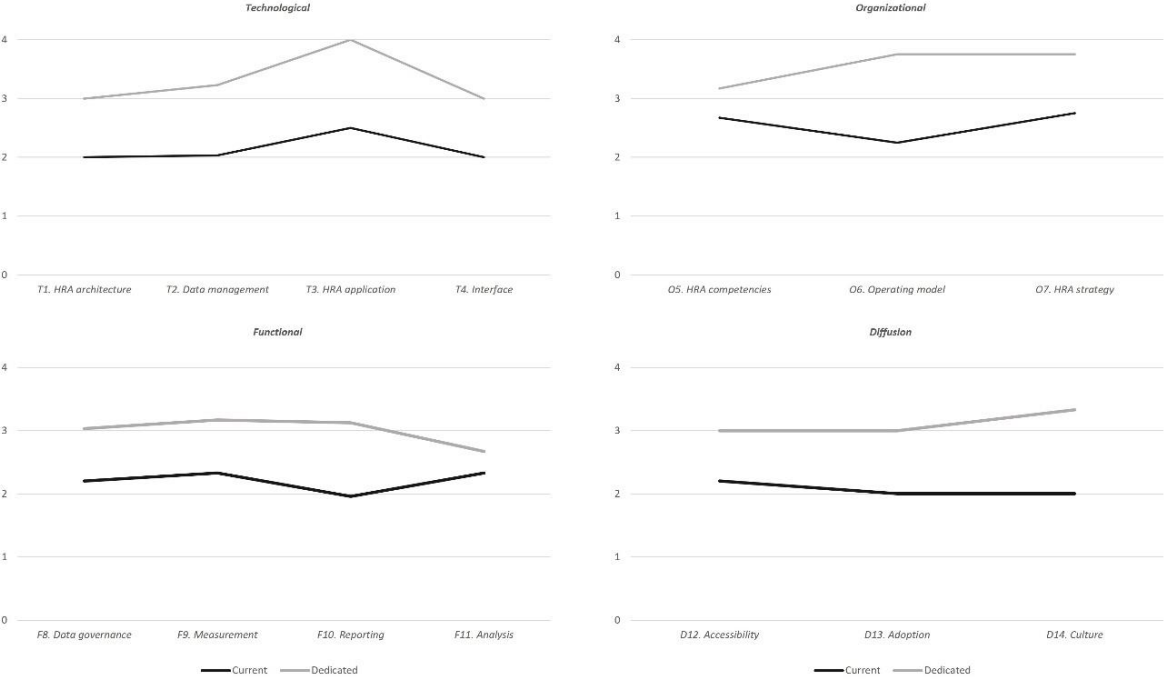 Technological
4
3
2
1
0
T1. HRA architecture T2. Data management T3. HRA application T4. Interface
Organizational
4
3
2
1
0
O5. HRA competencies O6. Operating model O7. HRA strategy
Functional
4
3
2
1
0
F8. Data governance F9. Measurement F10. Reporting F11. Analysis
Current Dedicated
Diffusion
4
3
2
1
0
D12. Accessibility D13. Adoption D14. Culture
Current Dedicated